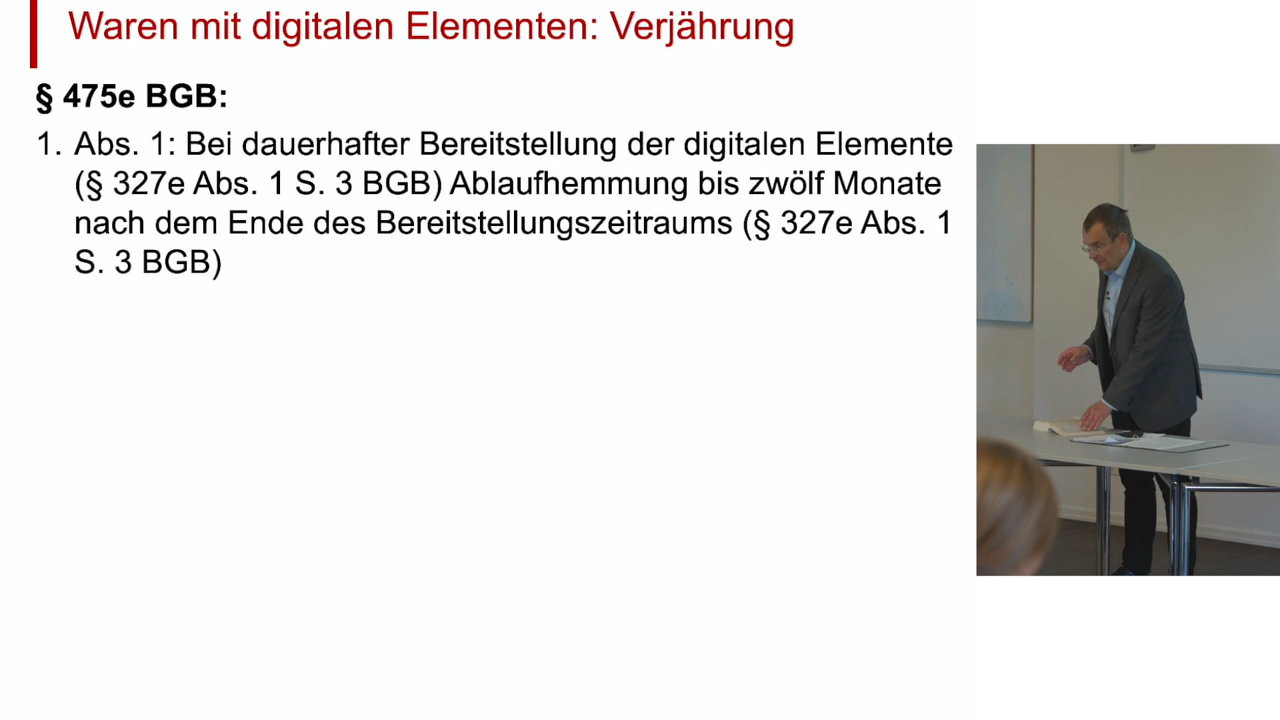 Waren mit digitalen Elementen: Verjährung
§ 475e BGB:
1. Abs. 1: Bei dauerhafter Bereitstellung der digitalen Elemente
(§ 327e Abs. 1 S. 3 BGB) Ablaufhemmung bis zwölf Monate
nach dem Ende des Bereitstellungszeitraums (§ 327e Abs. 1
S. 3 BGB)